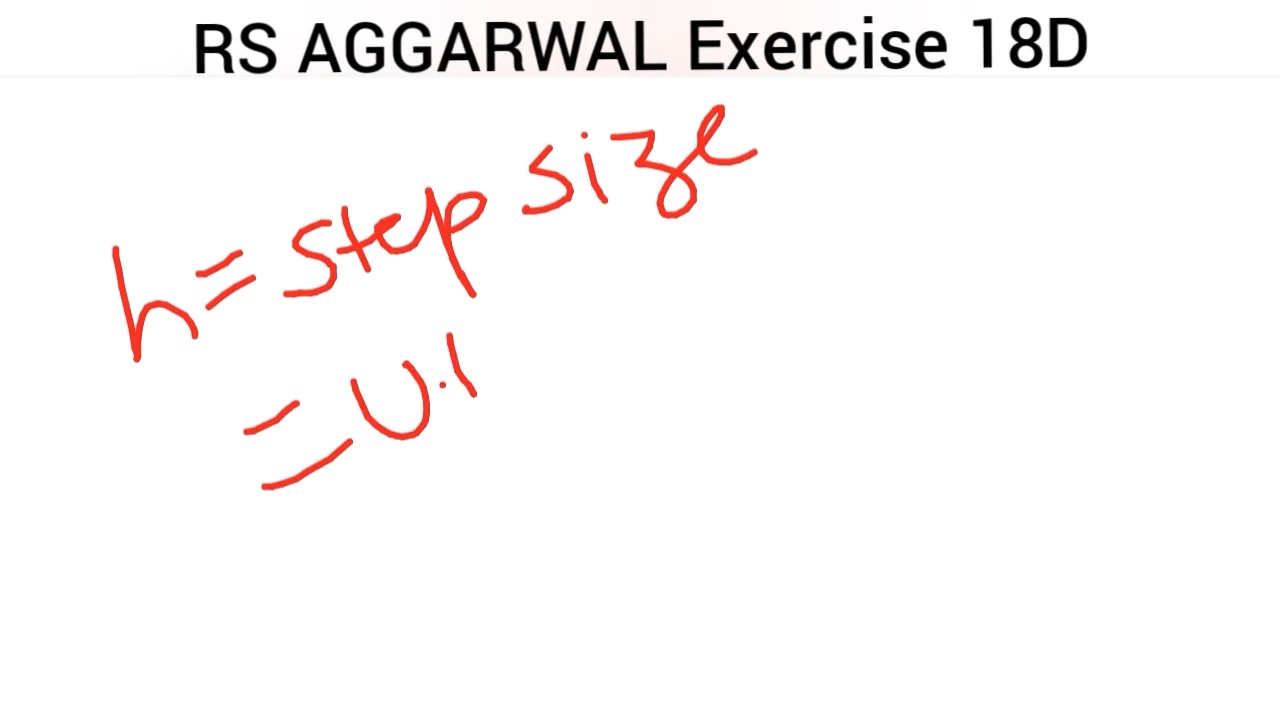 RS AGGARWAL Exercise 18D
h = step size
= 0.1